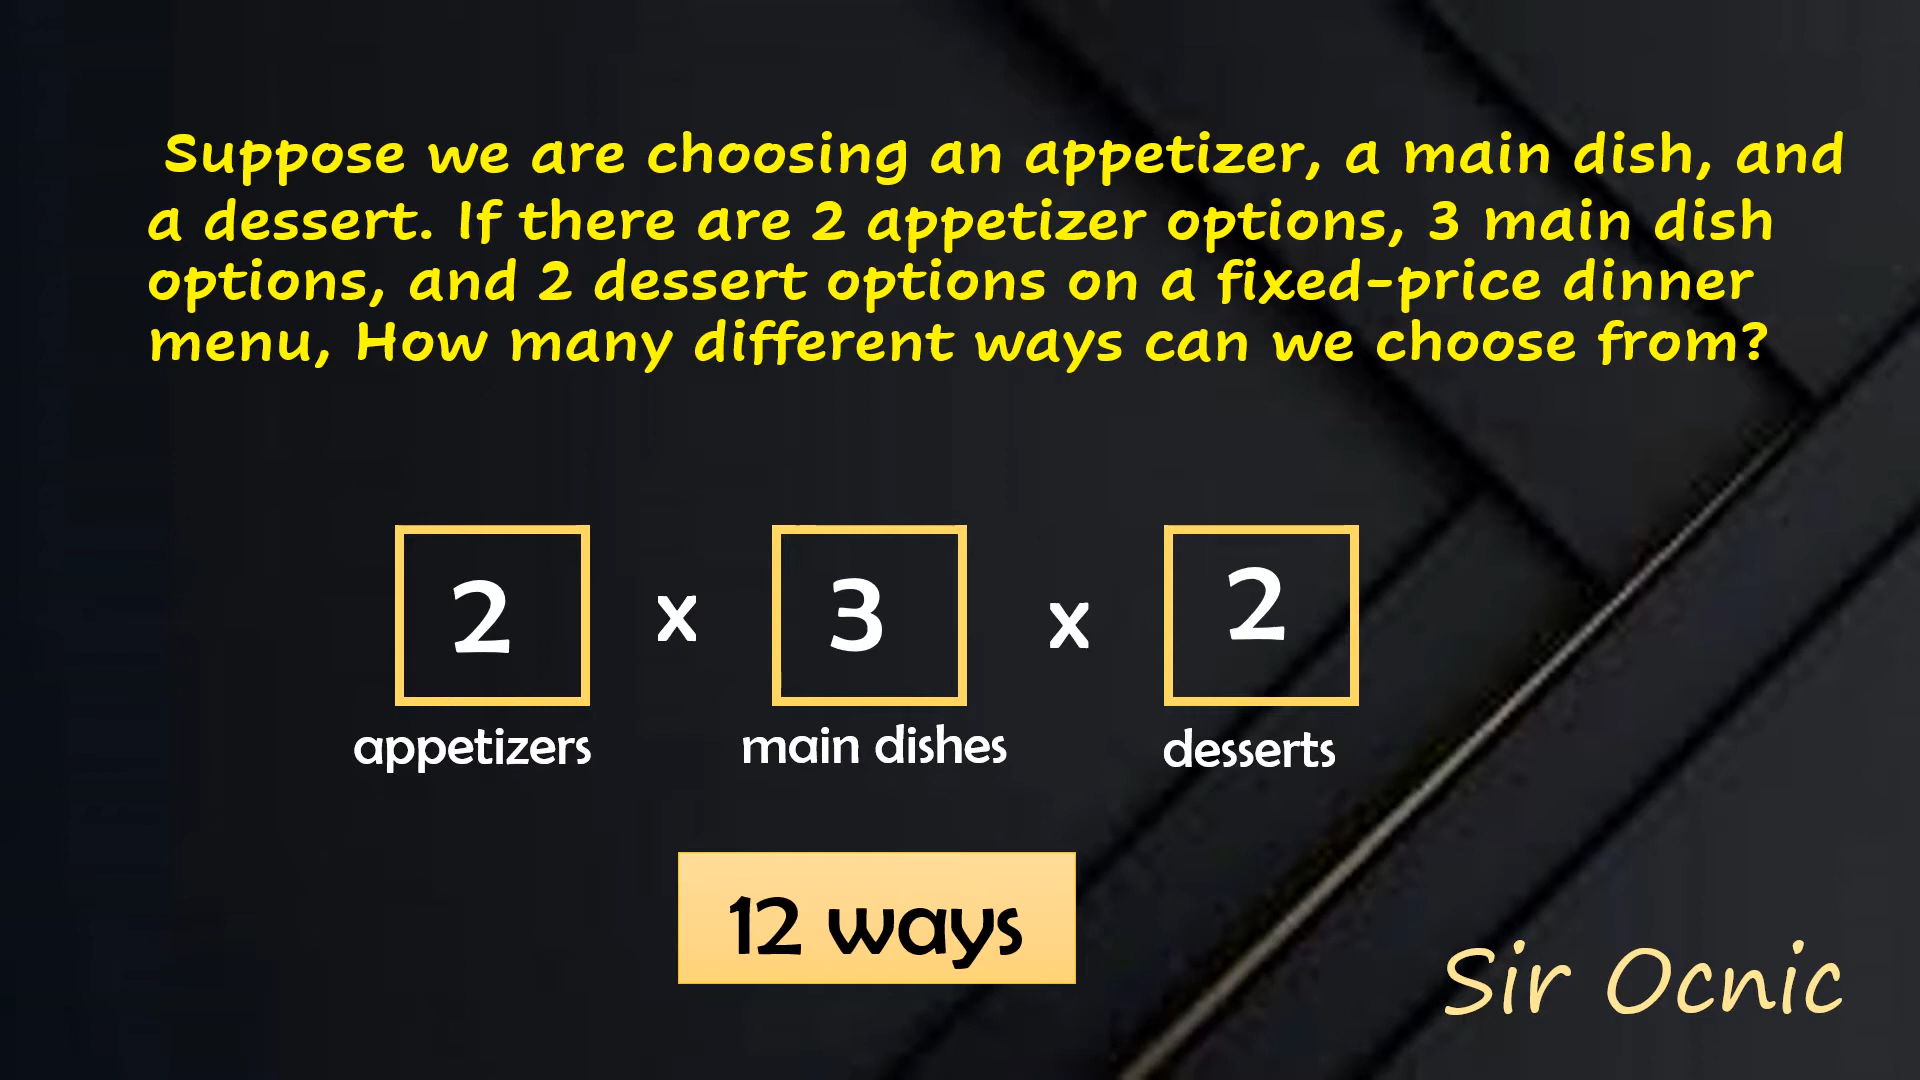 Suppose we are choosing an appetizer, a main dish, and
a dessert. If there are 2 appetizer options, 3 main dish
options, and 2 dessert options on a fixed-price dinner
menu, How many different ways can we choose from?
2 x 3 x 2
appetizers main dishes desserts
12 ways
Sir Ocnic